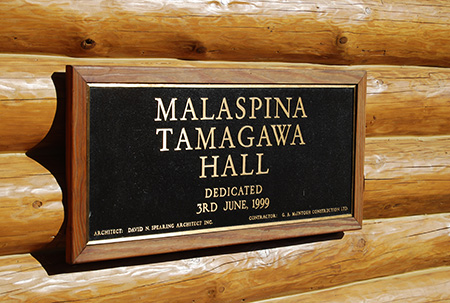 MALASPINA
TAMAGAWA
HALL
DEDICATED
3RD JUNE, 1999
ARCHITECT: DAVID N. SPEARING ARCHITECT INC. CONTRACTOR: G. A. McINTOSH CONSTRUCTION LTD.